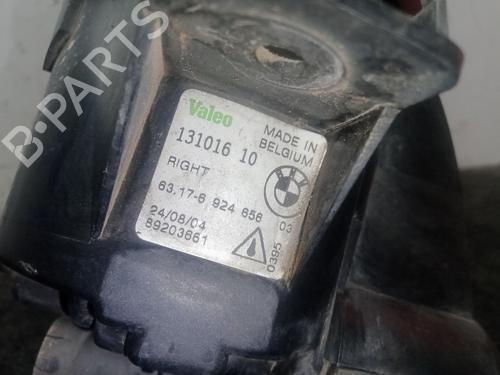 B-PARTS
Valeo
131016 10
MADE IN
BELGIUM
RIGHT
63.17-6 924 656
03
24/08/04
89203661
0395
BMW